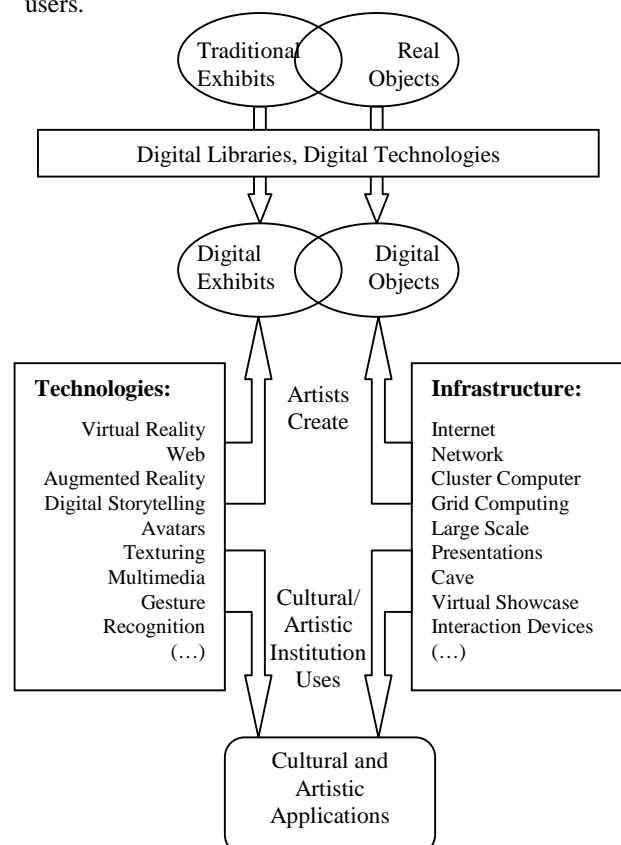 users.
Traditional Exhibits
Real Objects
Digital Libraries, Digital Technologies
Digital Exhibits
Digital Objects
Technologies:
Virtual Reality
Web
Augmented Reality
Digital Storytelling
Avatars
Texturing
Multimedia
Gesture
Recognition
(…)
Artists
Create
Cultural/
Artistic
Institution
Uses
Infrastructure:
Internet
Network
Cluster Computer
Grid Computing
Large Scale
Presentations
Cave
Virtual Showcase
Interaction Devices
(…)
Cultural and
Artistic
Applications